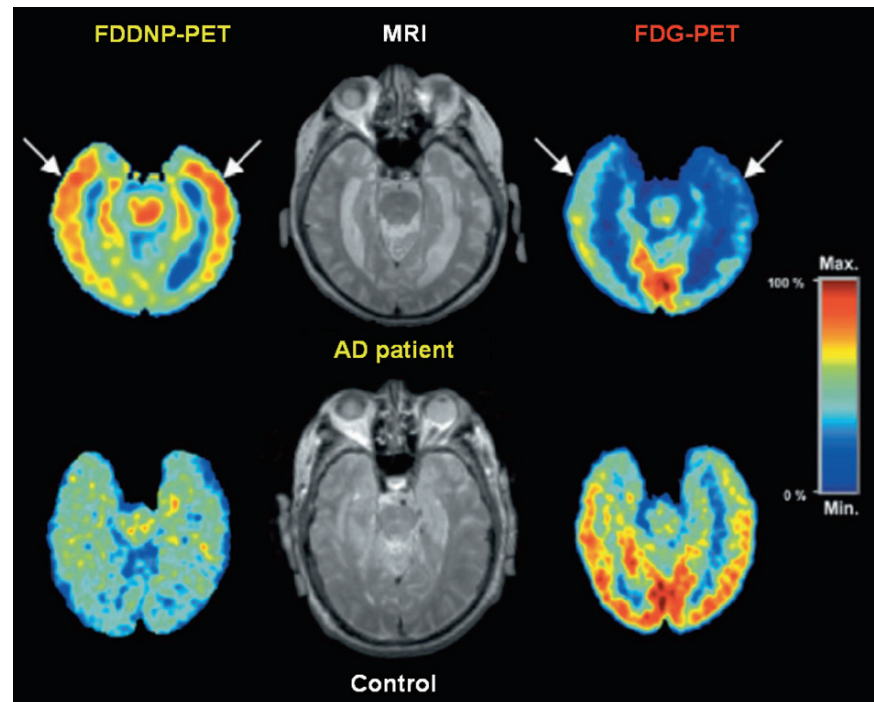 FDDNP-PET MRI FDG-PET
Max.
100 %
AD patient
0 %
Min.
Control